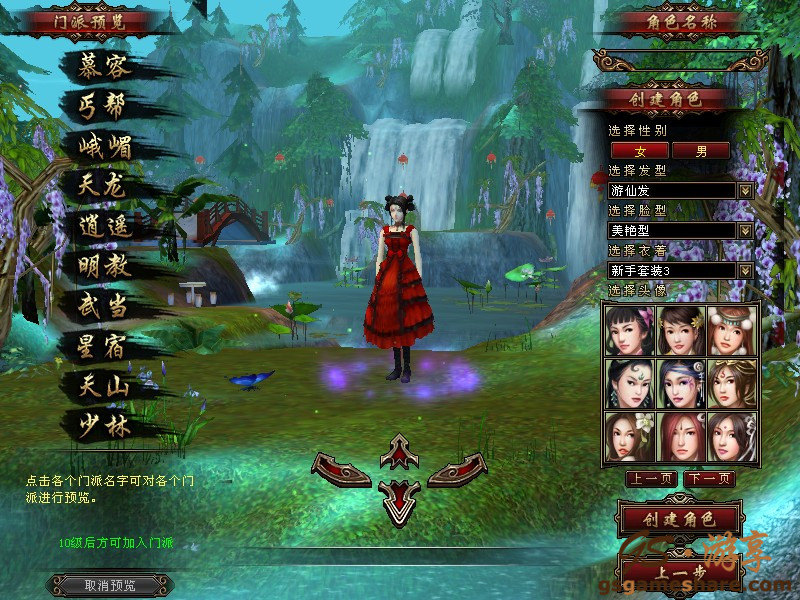 门派预览
慕容
丐帮
峨嵋
天龙
逍遥
明教
武当
星宿
天山
少林
点击各个门派名字可对各个门
派进行预览。
10级后方可加入门派
取消预览
角色名称
创建角色
选择性别
女 男
选择发型
游仙发
选择脸型
美艳型
选择衣着
新手套装3
选择头像
上一页 下一页
创建角色
游享
上一步
gsgameshare.com